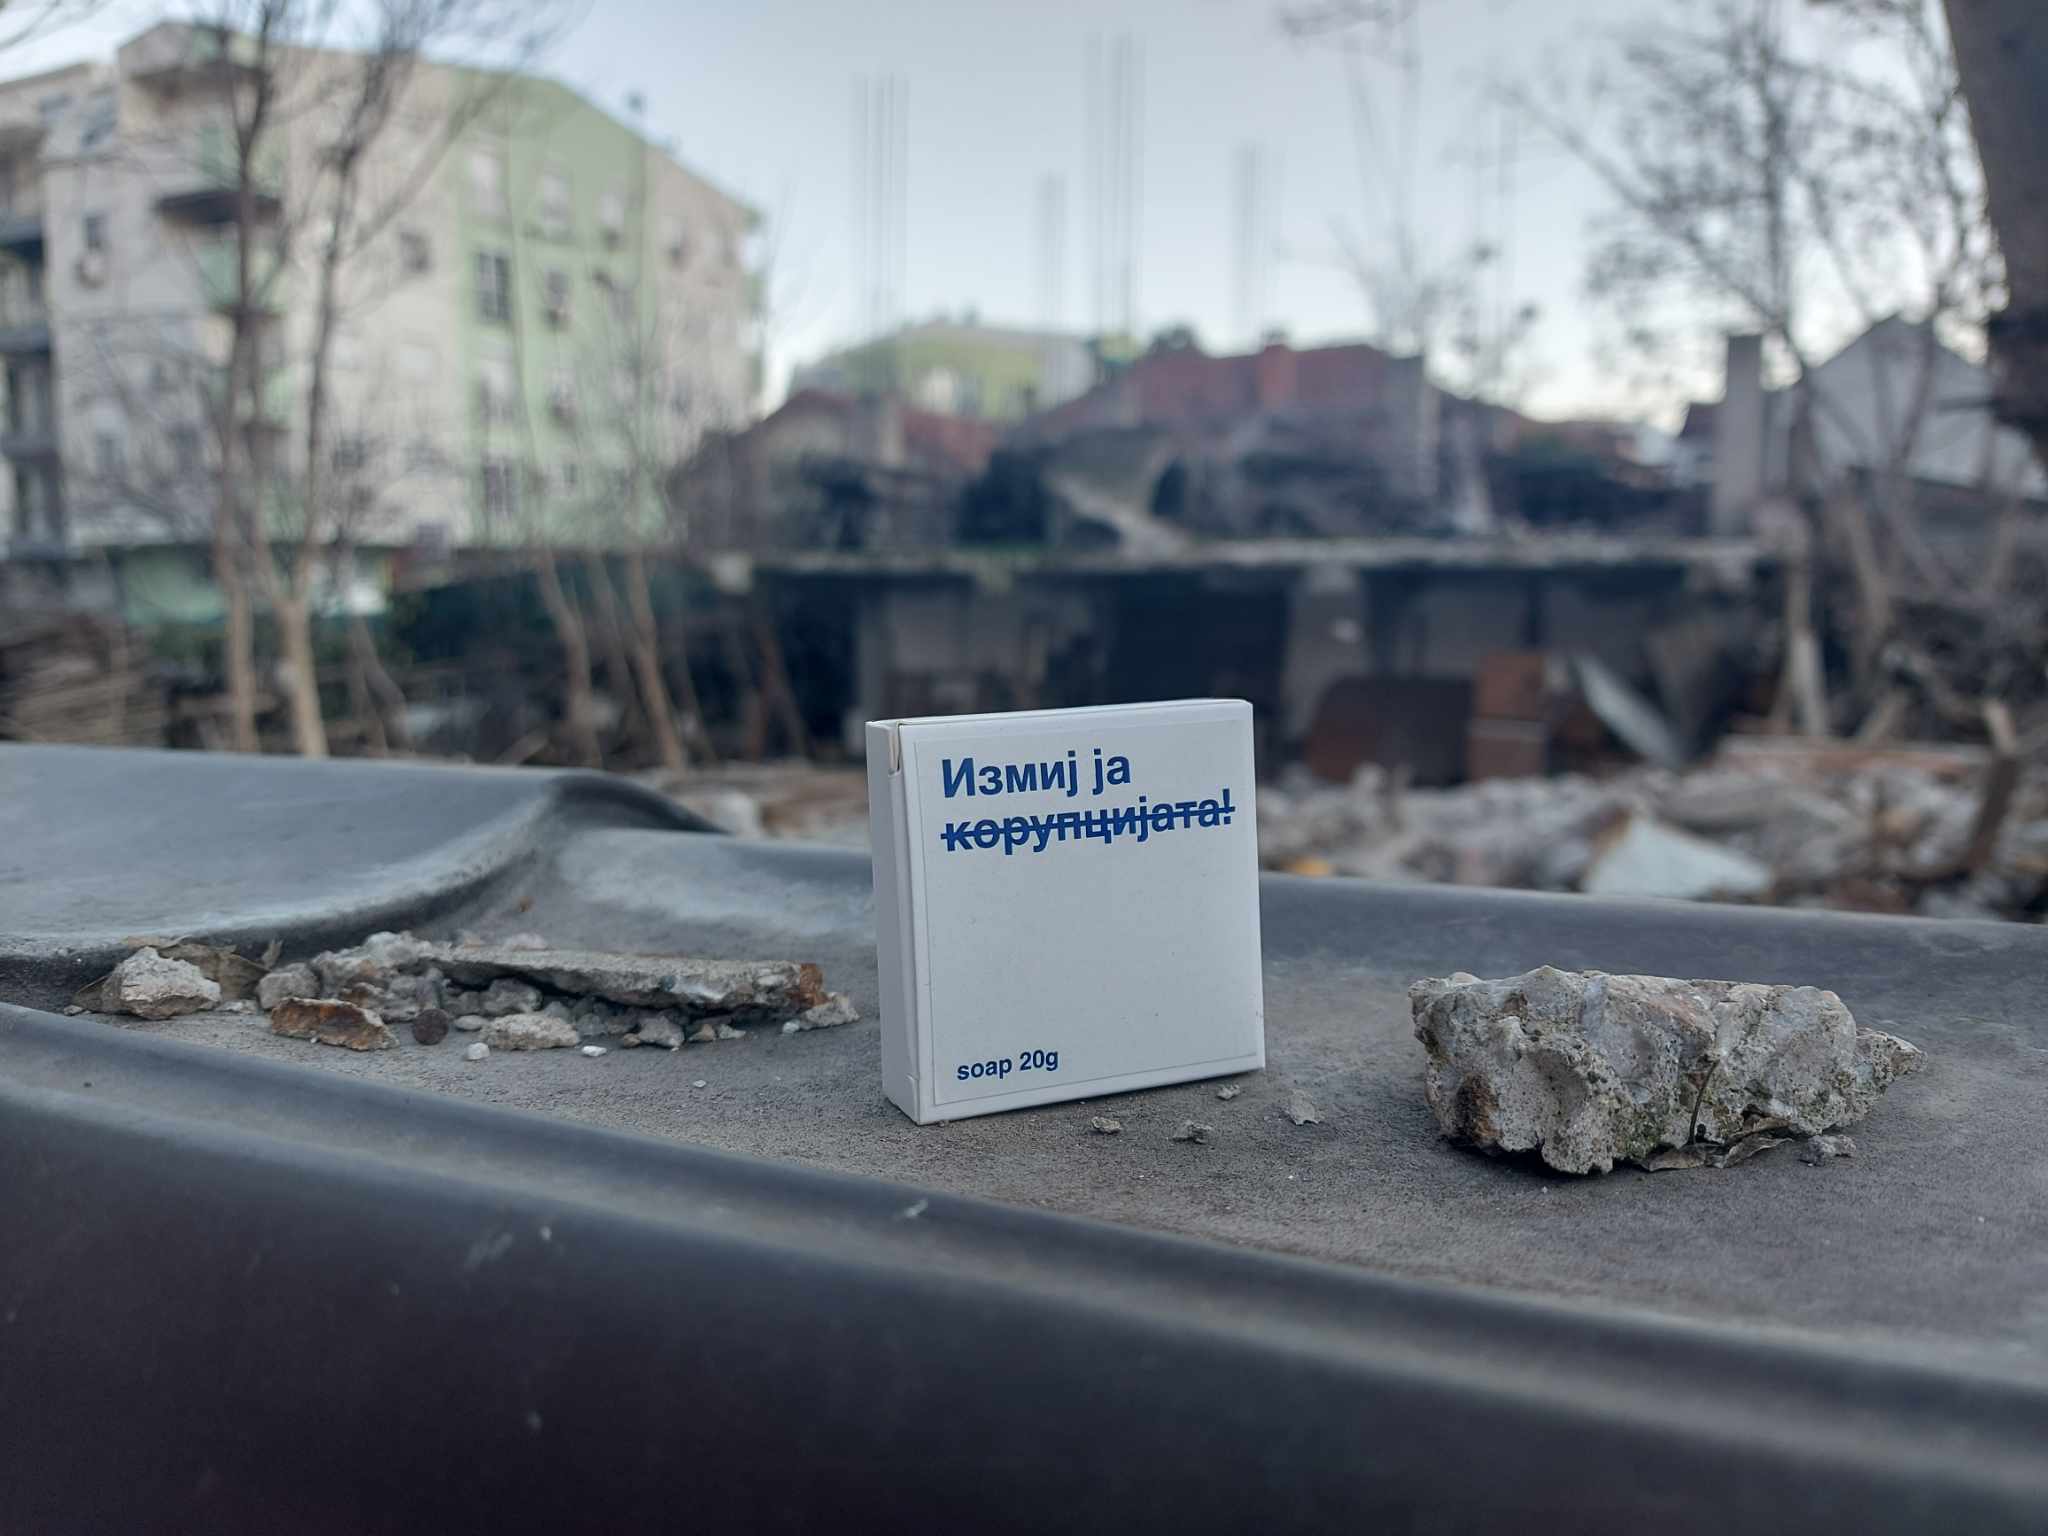 Измиј ја
корупцијата!
soap 20g